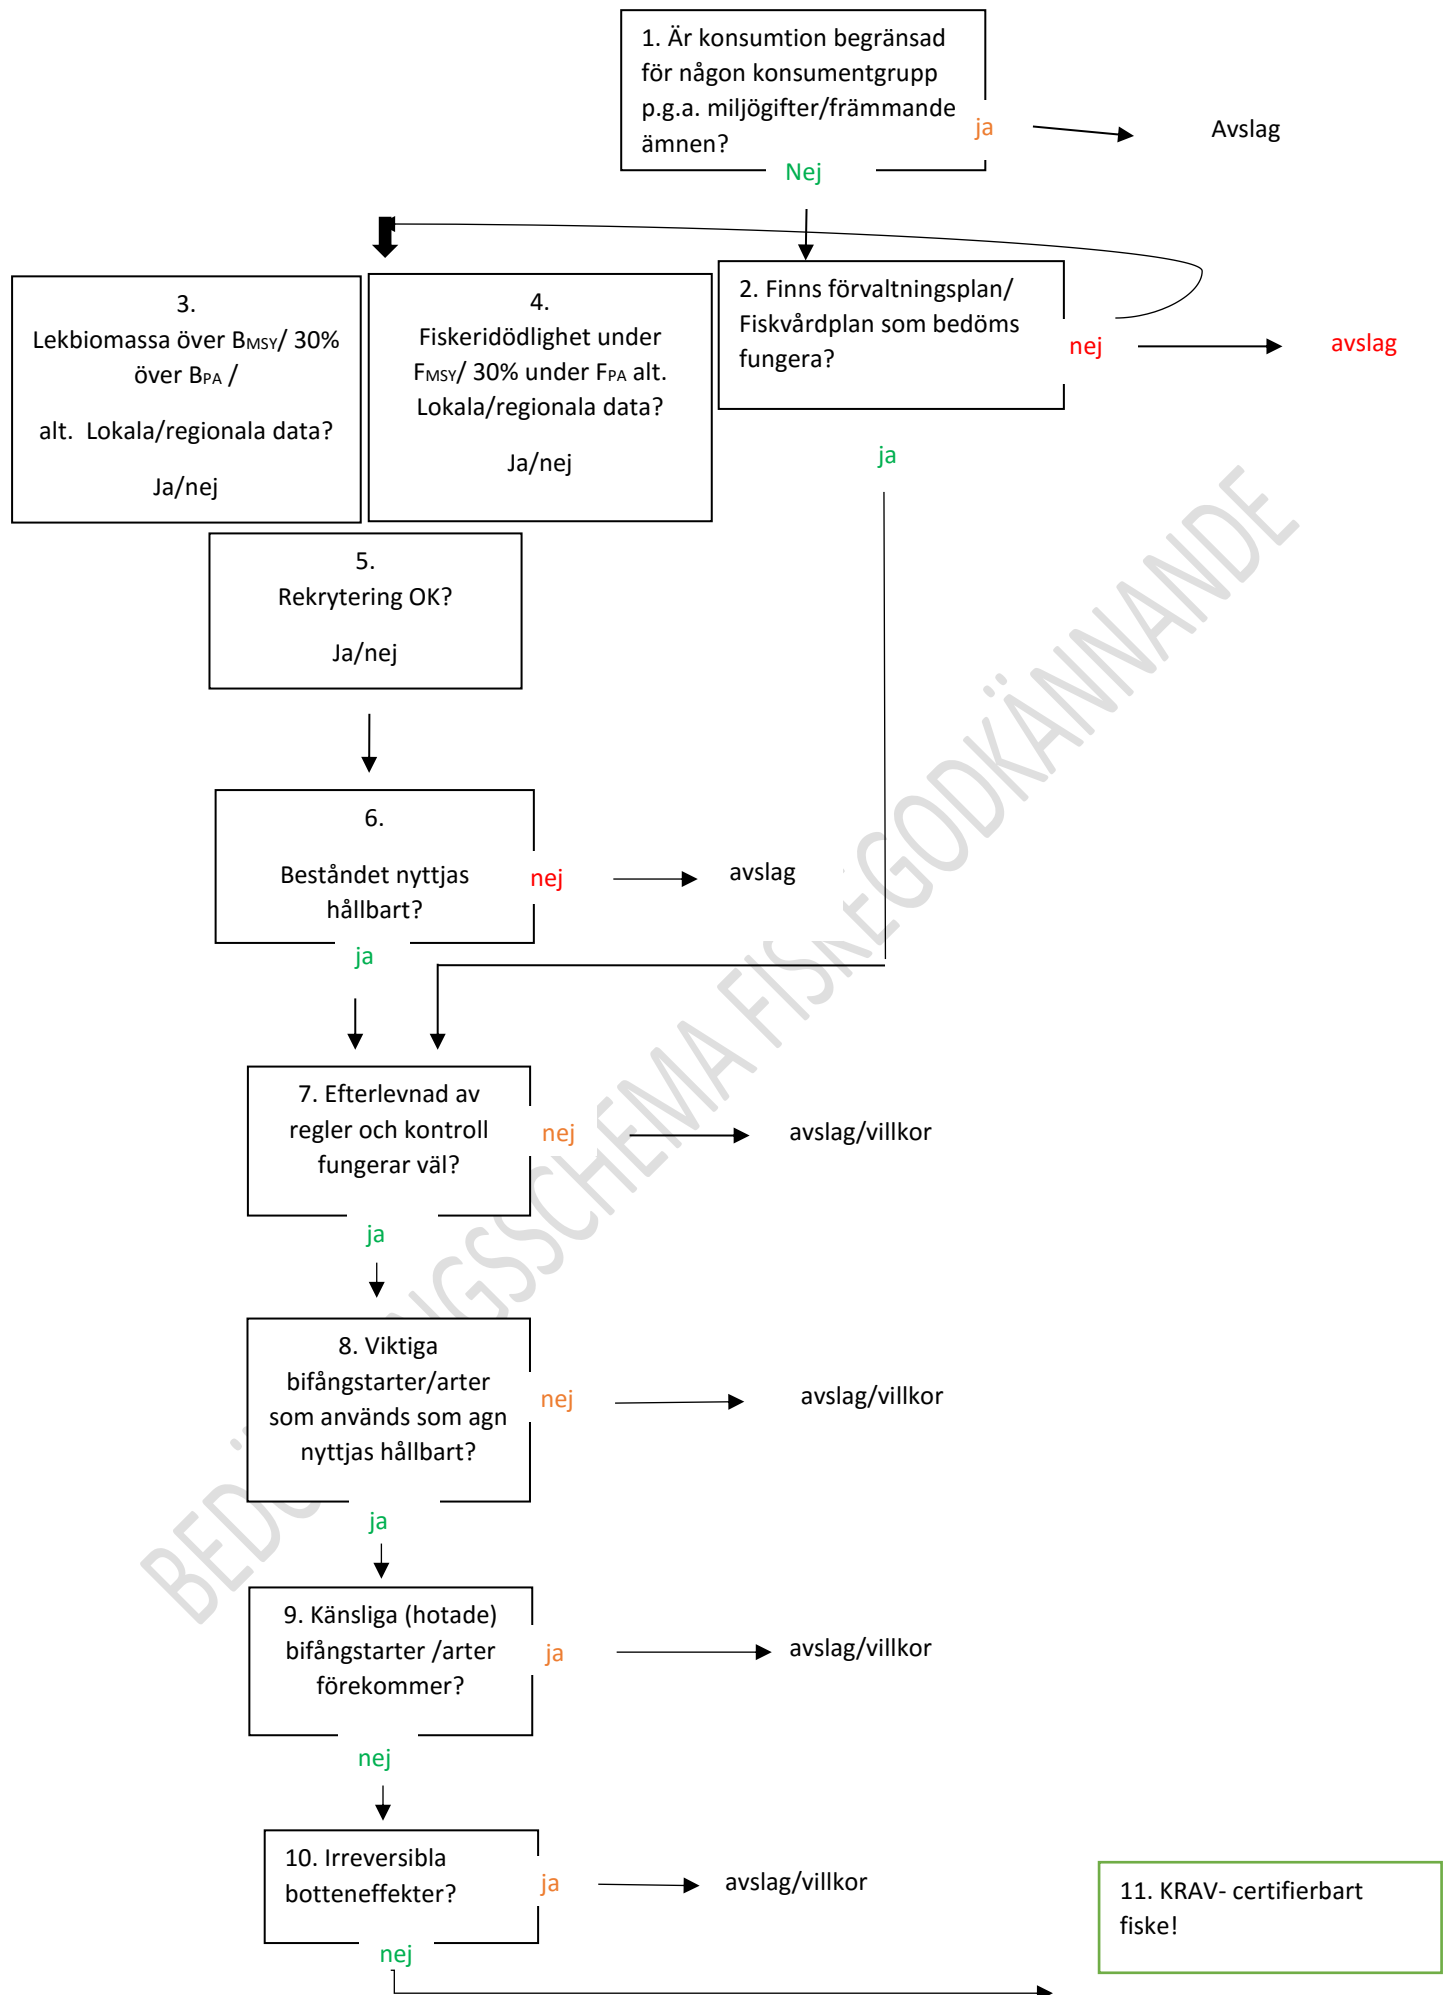 1. Är konsumtion begränsad
för någon konsumentgrupp
p.g.a. miljögifter/främmande
ämnen?
ja
Avslag
Nej
2. Finns förvaltningsplan/
Fiskvårdplan som bedöms
fungera?
nej
avslag
ja
3.
Lekbiomassa över BMSY/ 30%
över BPA /
alt. Lokala/regionala data?
Ja/nej
4.
Fiskeridödlighet under
FMSY/ 30% under FPA alt.
Lokala/regionala data?
Ja/nej
5.
Rekrytering OK?
Ja/nej
6.
Beståndet nyttjas
hållbart?
nej
avslag
ja
7. Efterlevnad av
regler och kontroll
fungerar väl?
nej
avslag/villkor
ja
8. Viktiga
bifångstarter/arter
som används som agn
nyttjas hållbart?
nej
avslag/villkor
ja
9. Känsliga (hotade)
bifångstarter /arter
förekommer?
ja
avslag/villkor
nej
10. Irreversibla
botteneffekter?
ja
avslag/villkor
nej
11. KRAV- certifierbart
fiske!